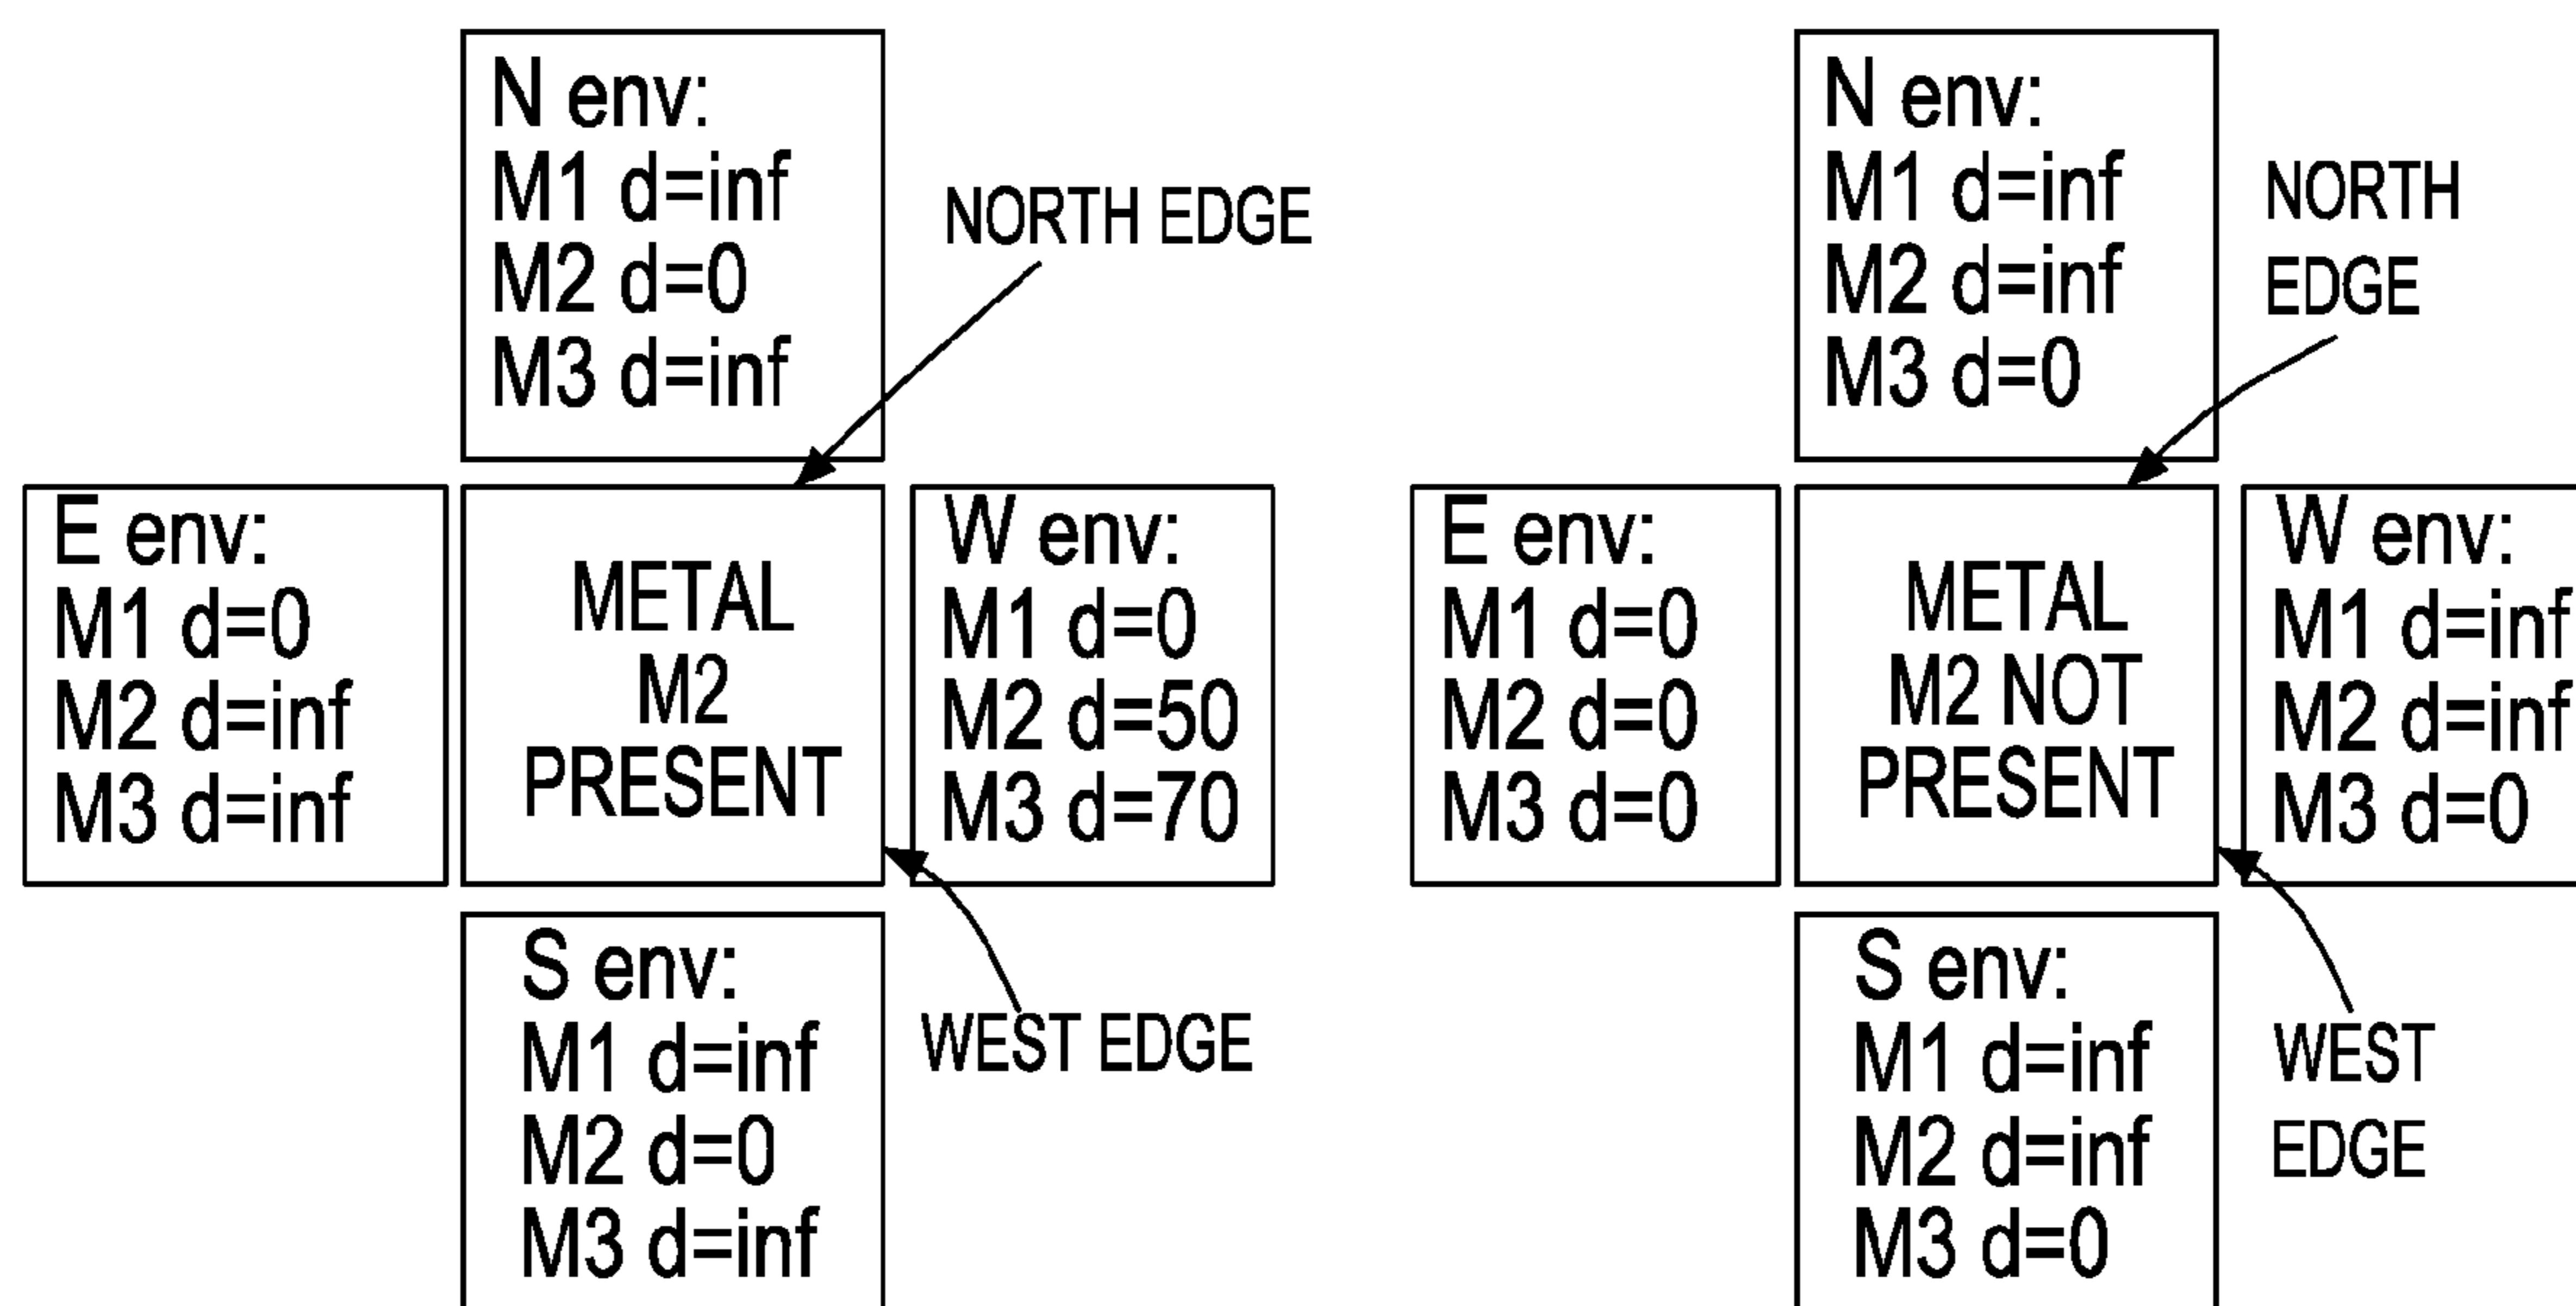 N env:
M1 d=inf
M2 d=0
M3 d=inf
NORTH EDGE
E env:
M1 d=0
M2 d=inf
M3 d=inf
METAL
M2
PRESENT
W env:
M1 d=0
M2 d=50
M3 d=70
S env:
M1 d=inf
M2 d=0
M3 d=inf
WEST EDGE
N env:
M1 d=inf
M2 d=inf
M3 d=0
NORTH
EDGE
E env:
M1 d=0
M2 d=0
M3 d=0
METAL
M2 NOT
PRESENT
W env:
M1 d=inf
M2 d=inf
M3 d=0
S env:
M1 d=inf
M2 d=inf
M3 d=0
WEST
EDGE